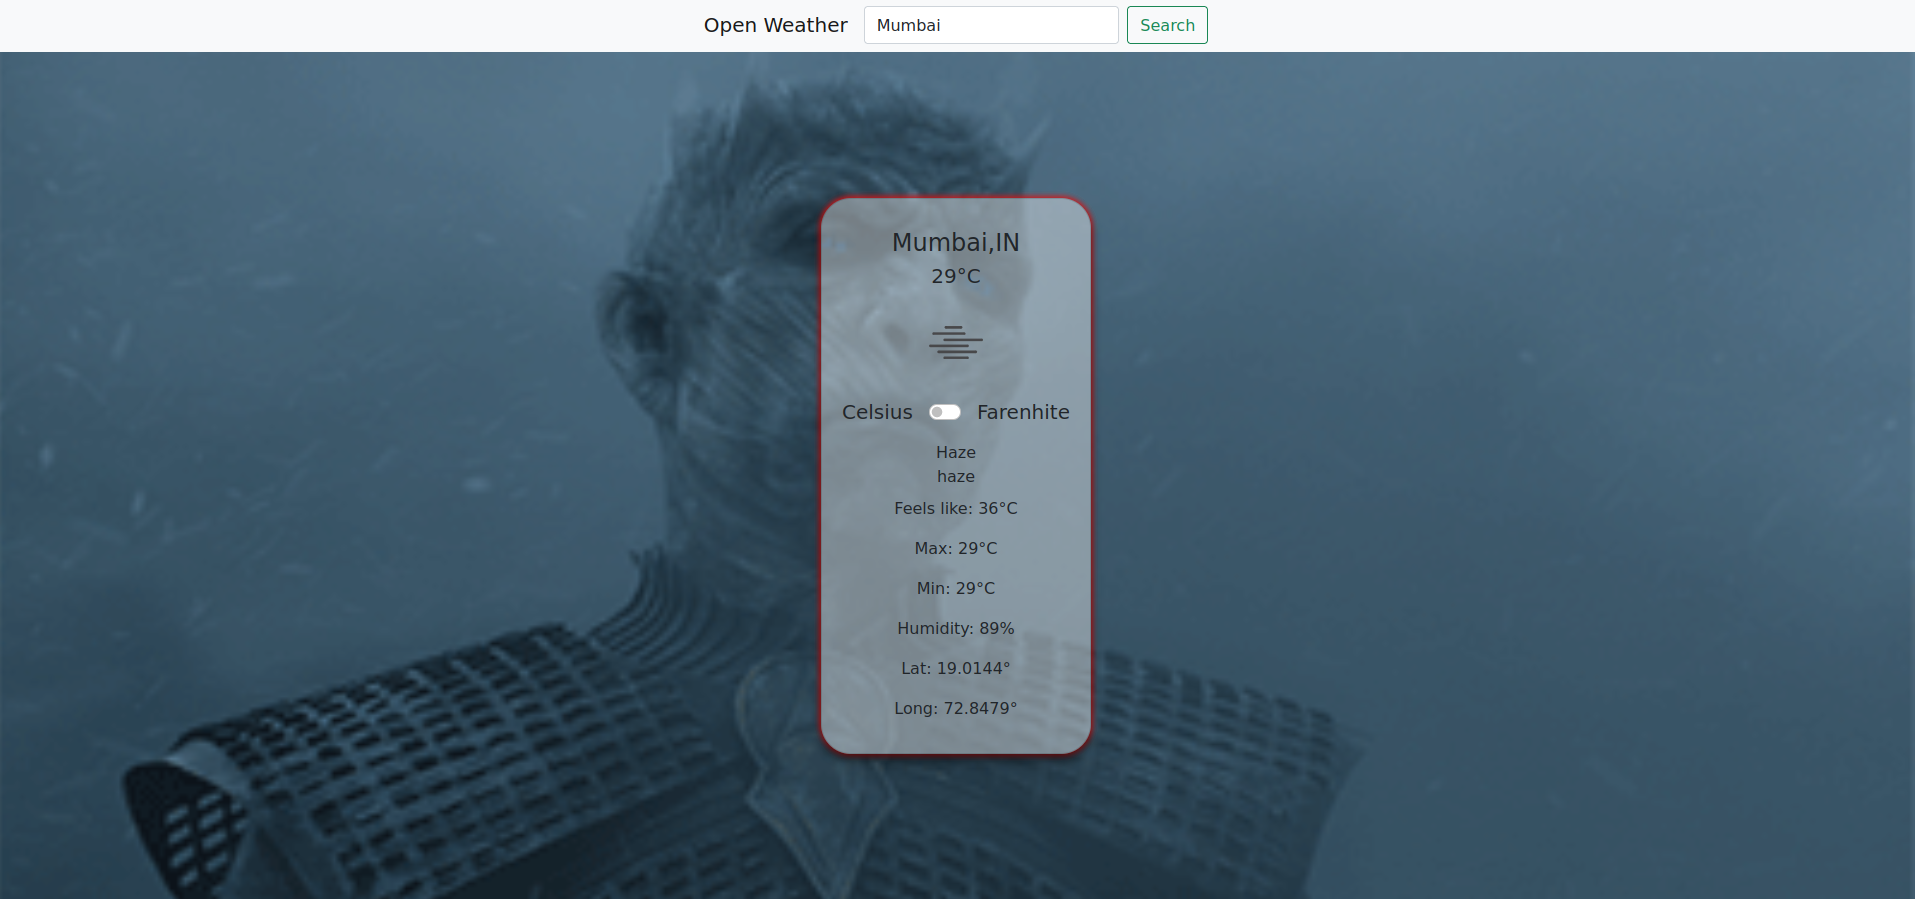 Open Weather Mumbai Search
Mumbai,IN
29°C
Celsius Farenhite
Haze
haze
Feels like: 36°C
Max: 29°C
Min: 29°C
Humidity: 89%
Lat: 19.0144°
Long: 72.8479°